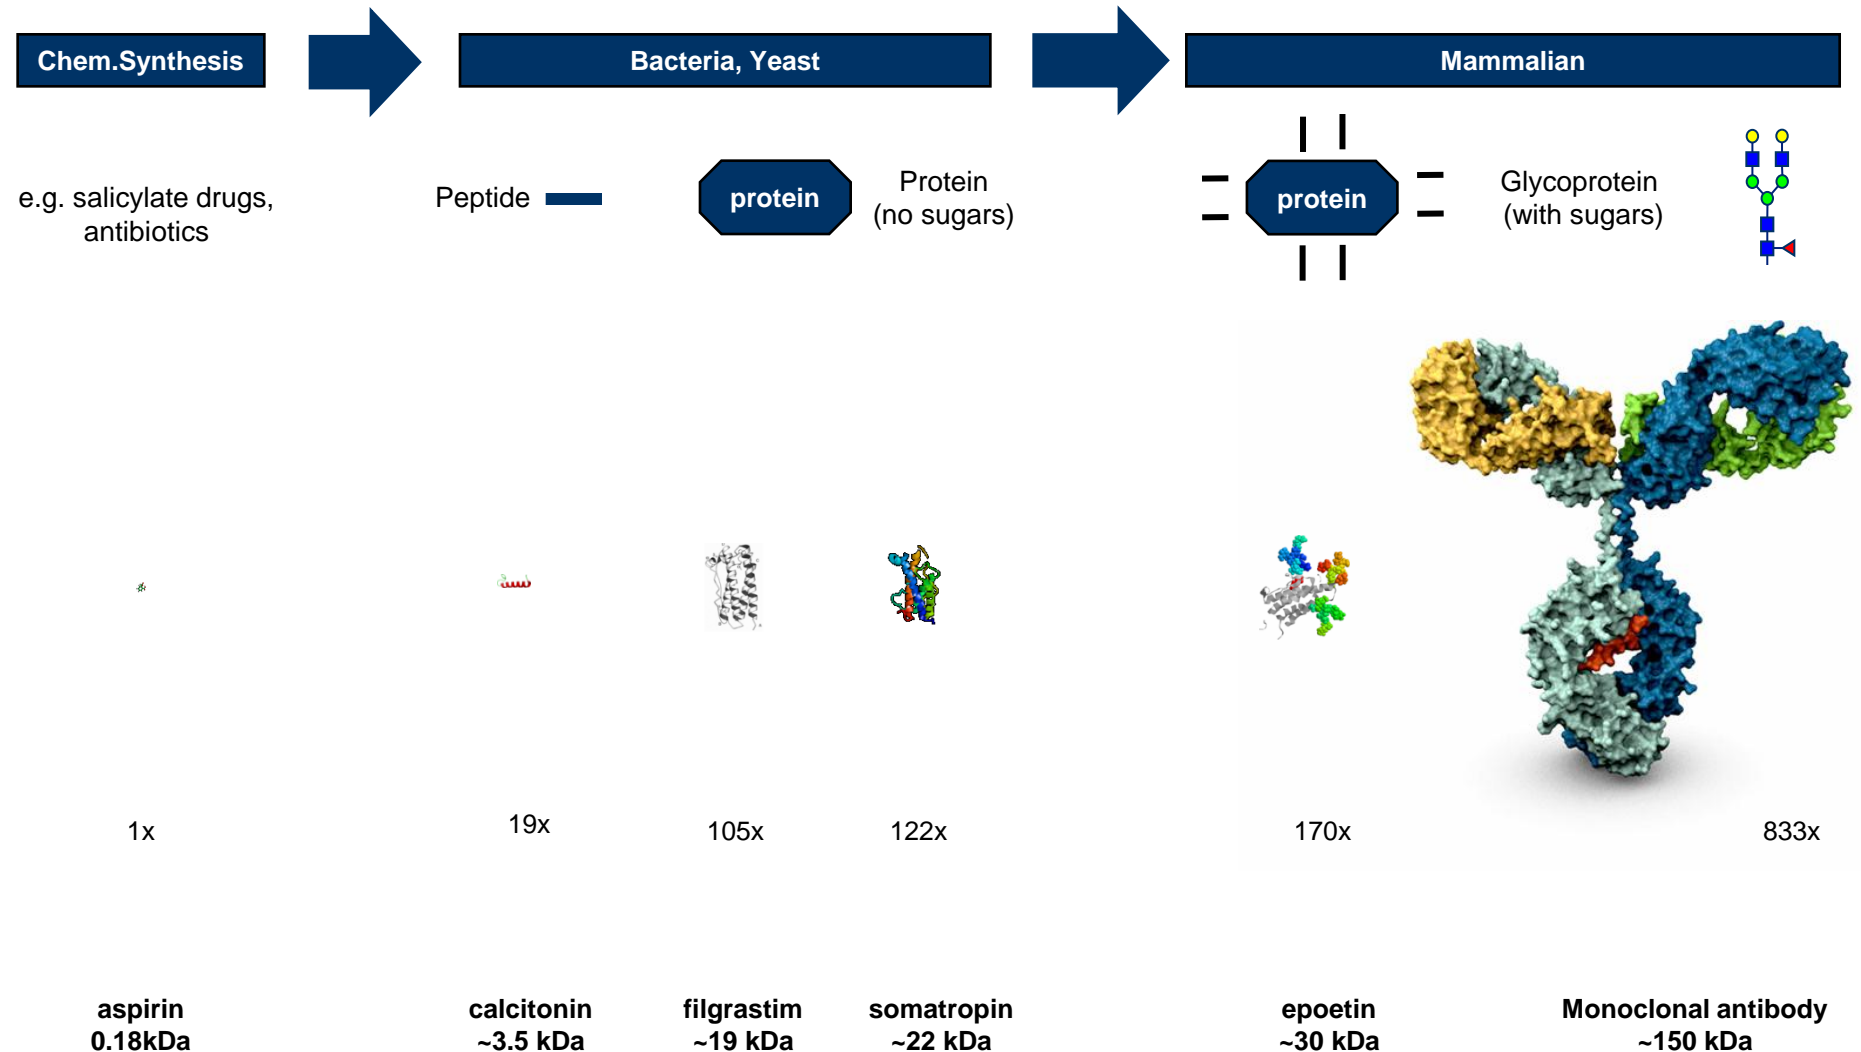 Chem.Synthesis
Bacteria, Yeast
Mammalian
e.g. salicylate drugs,
antibiotics
Peptide
protein
Protein
(no sugars)
protein
Glycoprotein
(with sugars)
1x
19x
105x
122x
170x
833x
aspirin
0.18kDa
calcitonin
~3.5 kDa
filgrastim
~19 kDa
somatropin
~22 kDa
epoetin
~30 kDa
Monoclonal antibody
~150 kDa